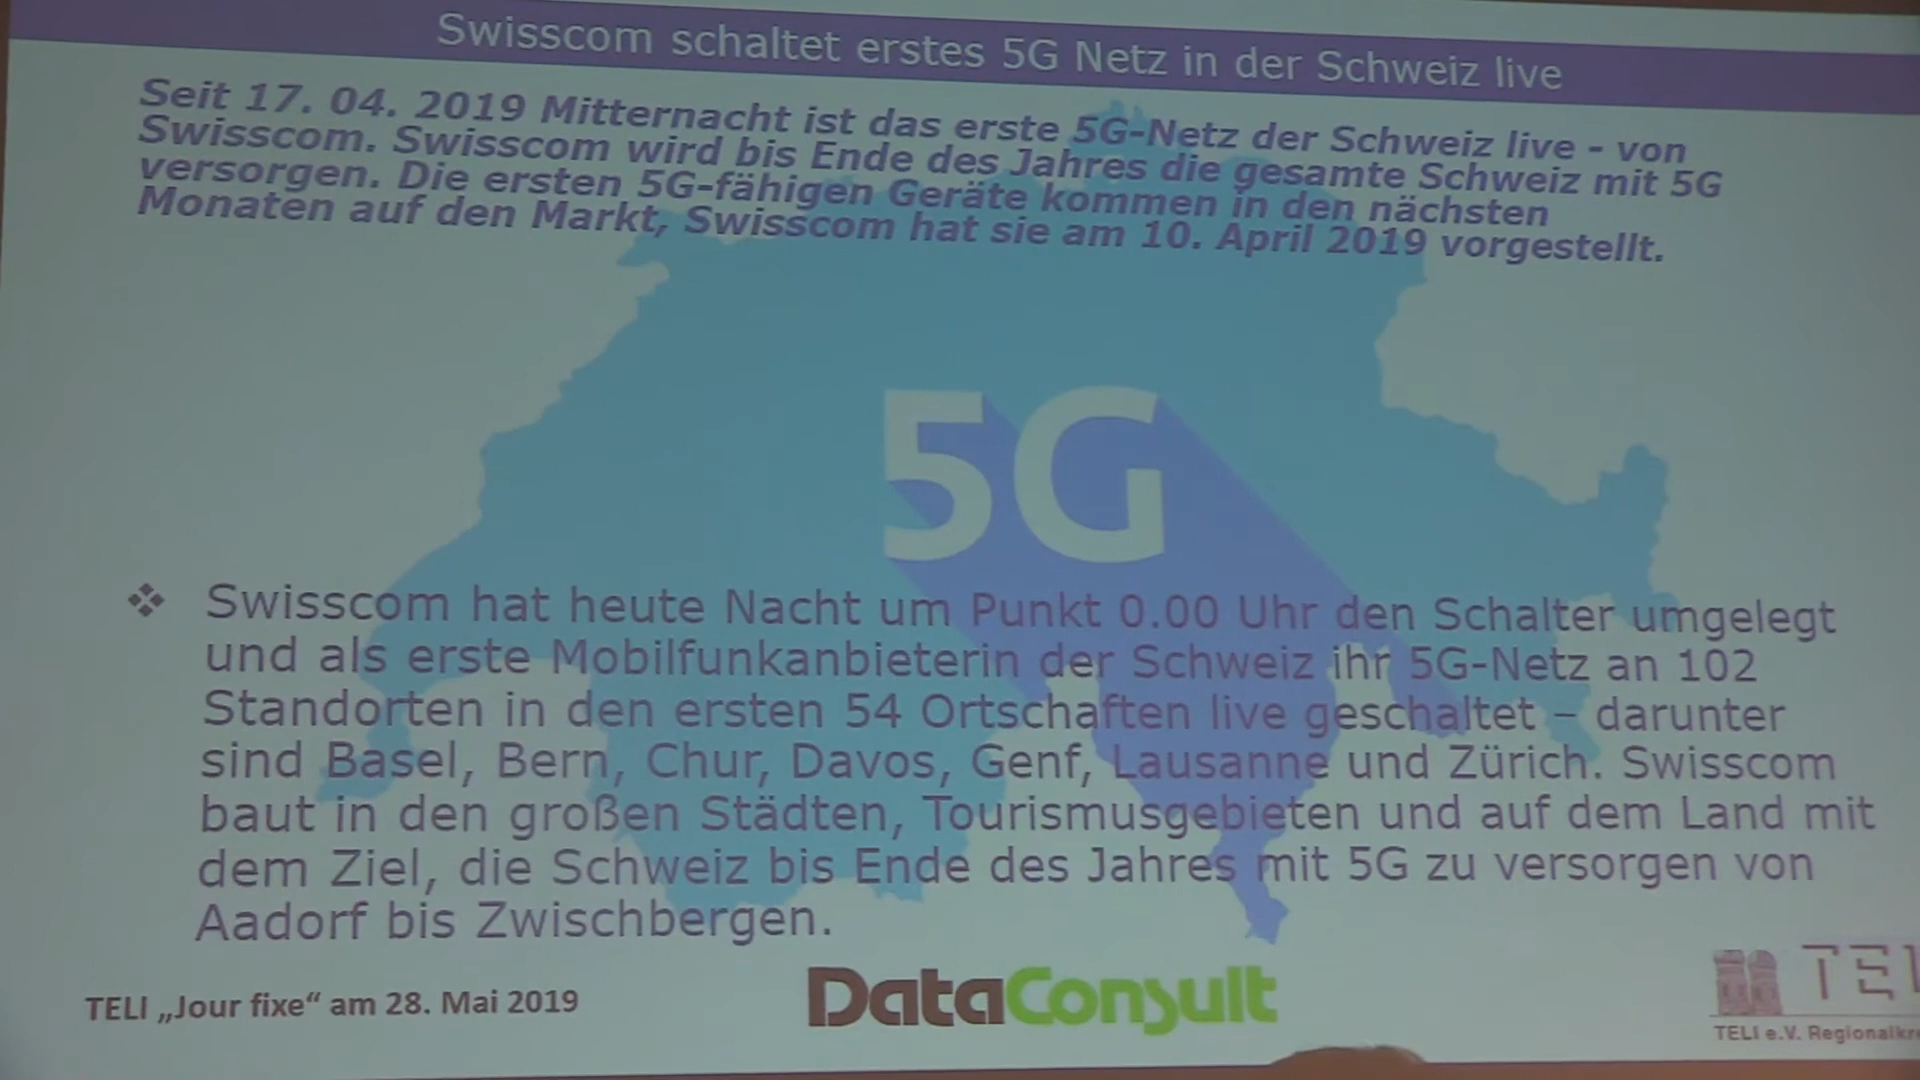 Swisscom schaltet erstes 5G Netz in der Schweiz live
Seit 17. 04. 2019 Mitternacht ist das erste 5G-Netz der Schweiz live - von
Swisscom. Swisscom wird bis Ende des Jahres die gesamte Schweiz mit 5G
versorgen. Die ersten 5G-fähigen Geräte kommen in den nächsten
Monaten auf den Markt, Swisscom hat sie am 10. April 2019 vorgestellt.
5G
❖ Swisscom hat heute Nacht um Punkt 0.00 Uhr den Schalter umgelegt
und als erste Mobilfunkanbieterin der Schweiz ihr 5G-Netz an 102
Standorten in den ersten 54 Ortschaften live geschaltet – darunter
sind Basel, Bern, Chur, Davos, Genf, Lausanne und Zürich. Swisscom
baut in den großen Städten, Tourismusgebieten und auf dem Land mit
dem Ziel, die Schweiz bis Ende des Jahres mit 5G zu versorgen von
Aadorf bis Zwischbergen.
TELI „Jour fixe“ am 28. Mai 2019
DataConsult
TEL
TELI e.V.